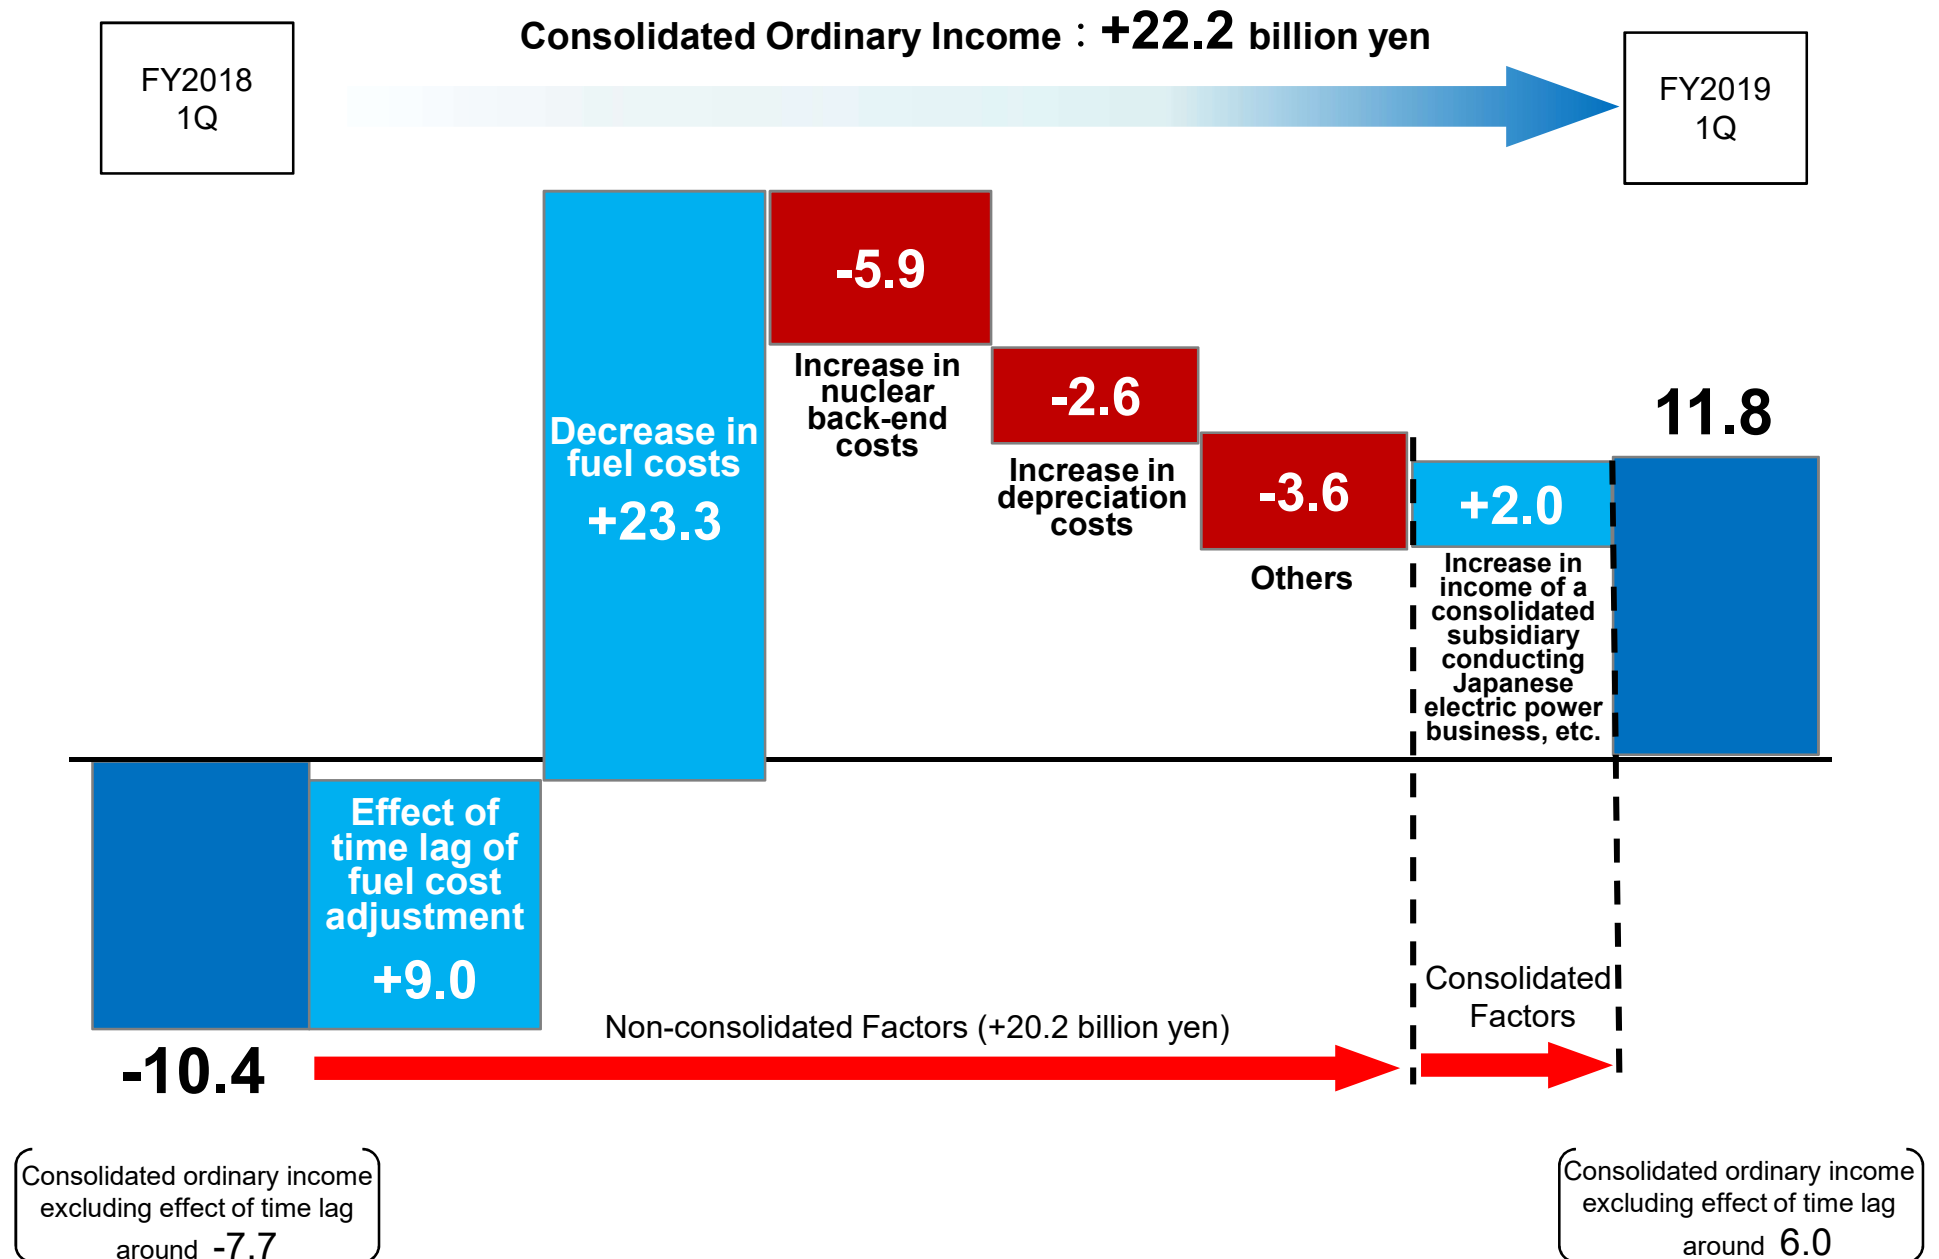 Consolidated Ordinary Income：+22.2 billion yen
FY2018
1Q
FY2019
1Q
Decrease in
fuel costs
+23.3
-5.9
Increase in
nuclear
back-end
costs
-2.6
Increase in
depreciation
costs
-3.6
Others
+2.0
Increase in
income of a
consolidated
subsidiary
conducting
Japanese
electric power
business, etc.
11.8
Effect of
time lag of
fuel cost
adjustment
+9.0
-10.4
Non-consolidated Factors (+20.2 billion yen)
Consolidated
Factors
Consolidated ordinary income
excluding effect of time lag
around -7.7
Consolidated ordinary income
excluding effect of time lag
around 6.0